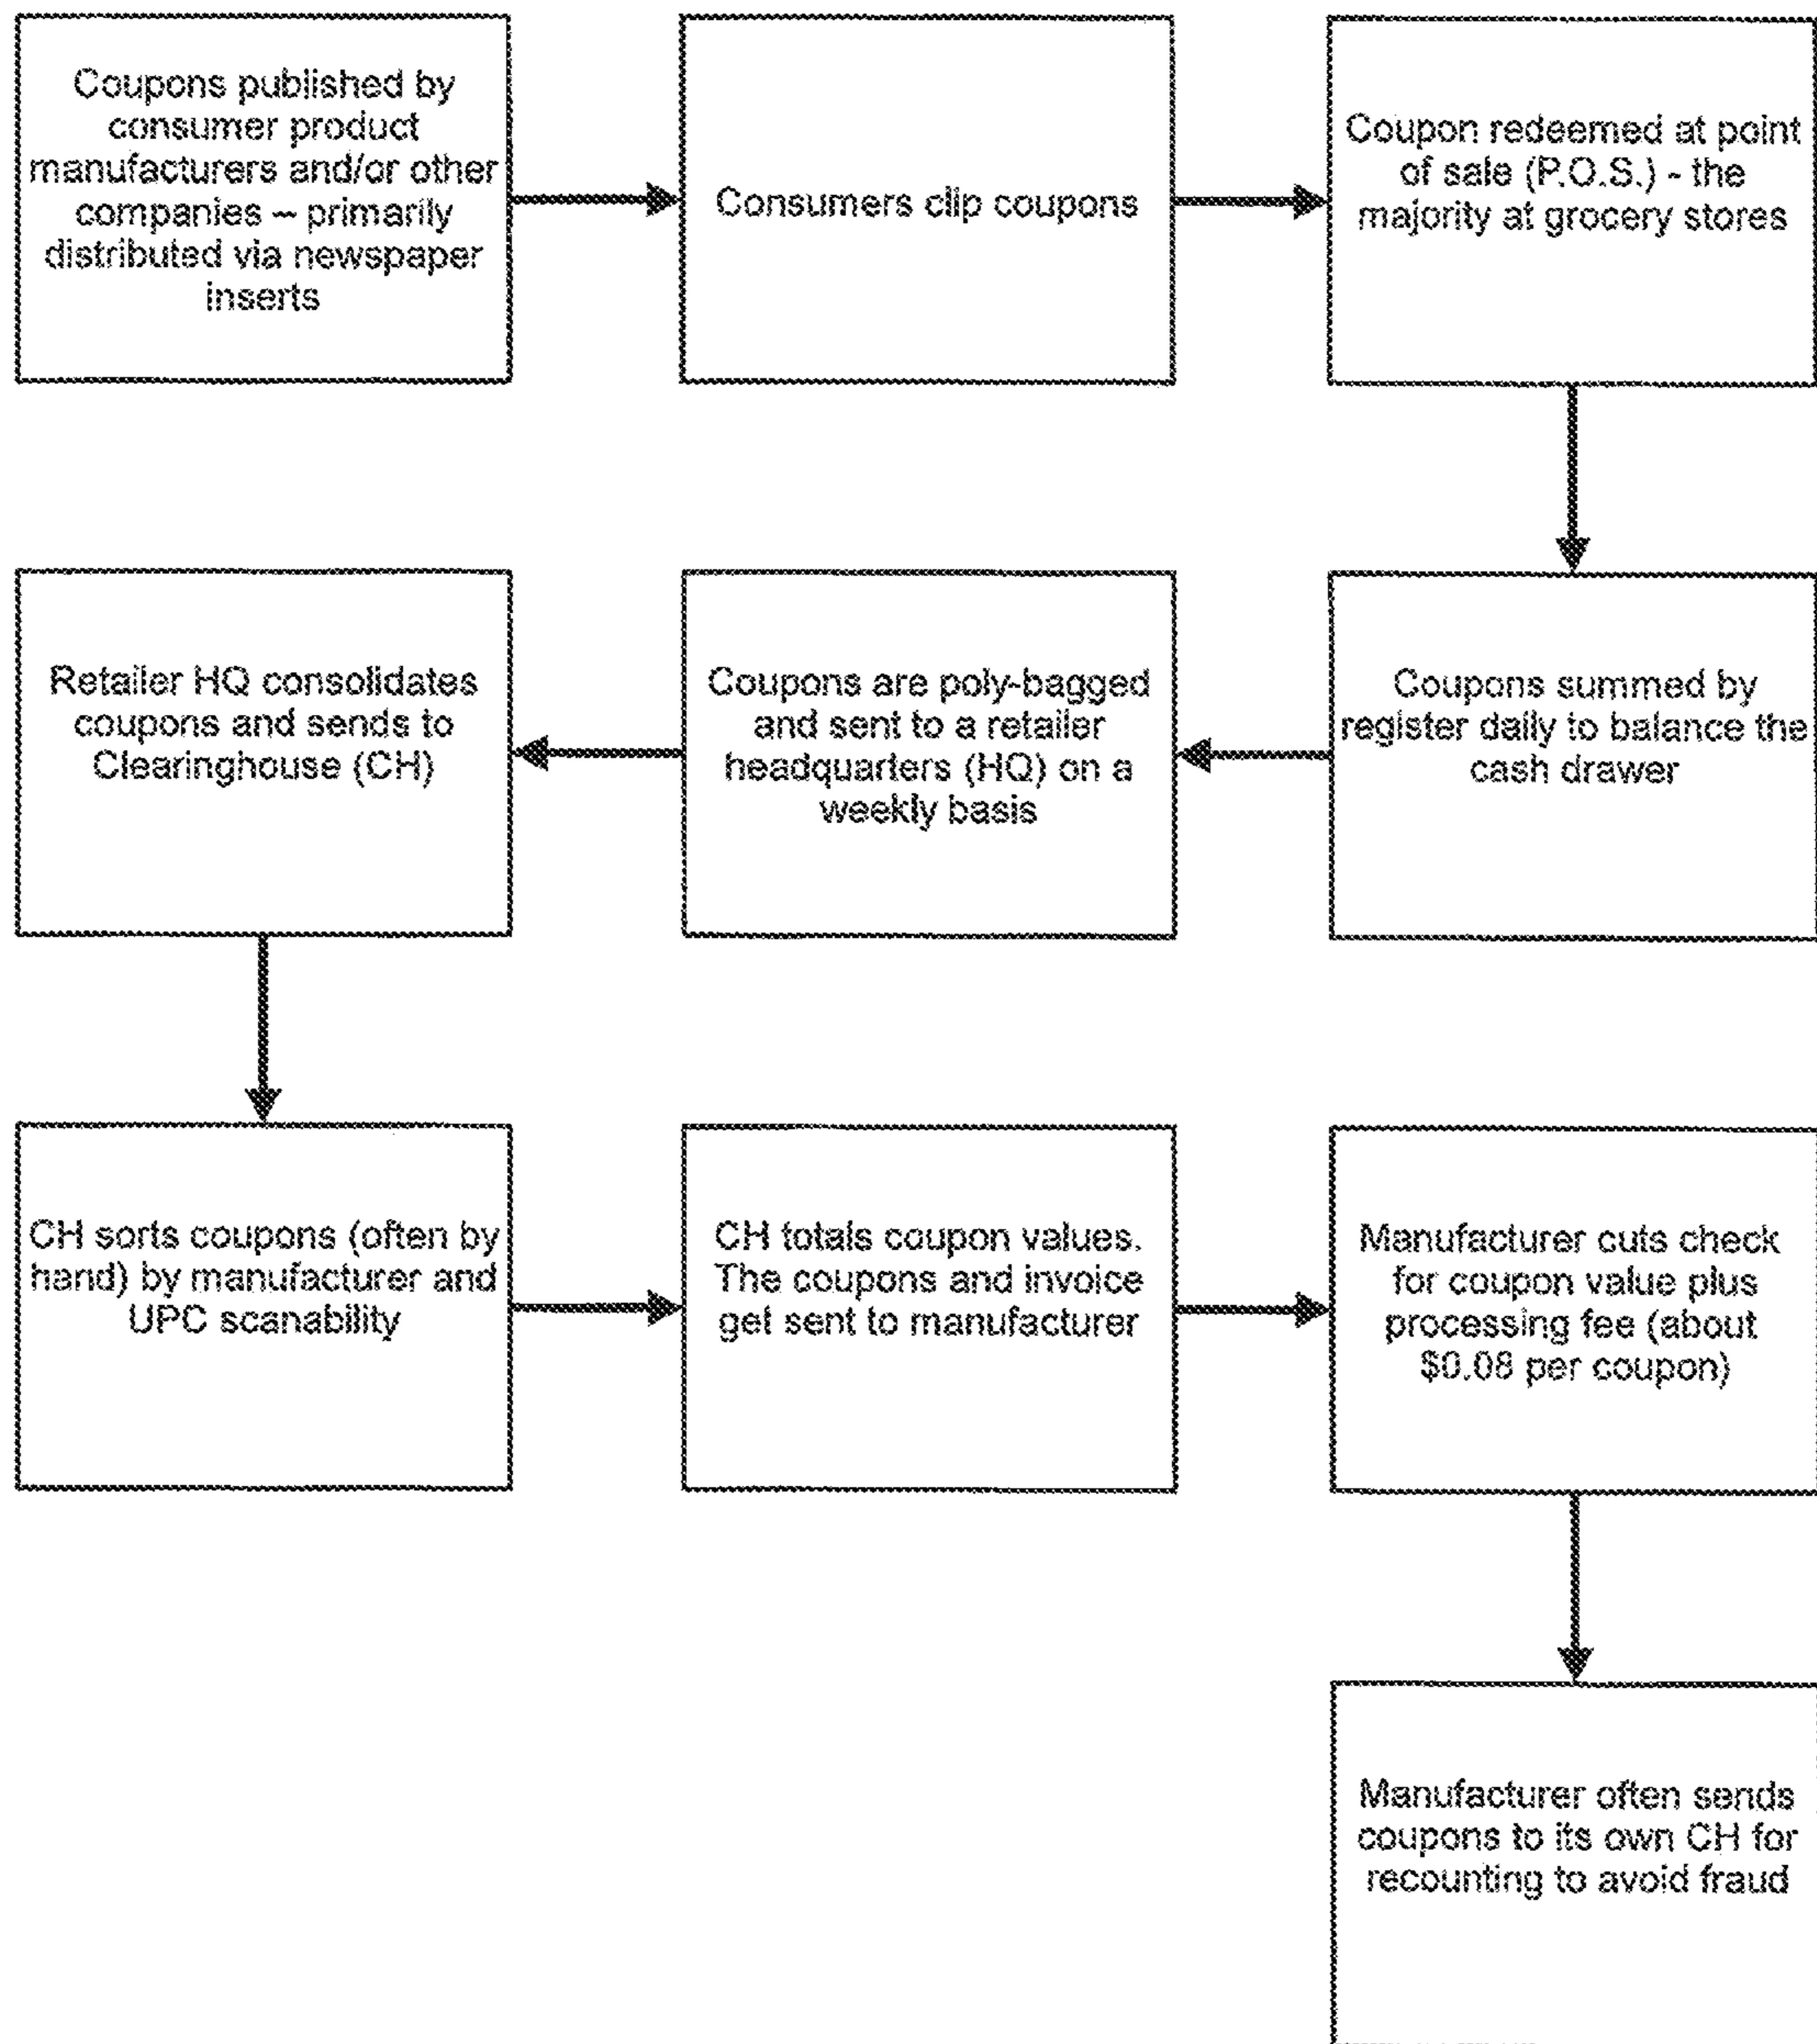 Coupons published by
consumer product
manufacturers and/or other
companies – primarily
distributed via newspaper
inserts
Consumers clip coupons
Coupon redeemed at point
of sale (P.O.S.) - the
majority at grocery stores
Retailer HQ consolidates
coupons and sends to
Clearinghouse (CH)
Coupons are poly-bagged
and sent to a retailer
headquarters (HQ) on a
weekly basis
Coupons summed by
register daily to balance the
cash drawer
CH sorts coupons (often by
hand) by manufacturer and
UPC scanability
CH totals coupon values.
The coupons and invoice
get sent to manufacturer
Manufacturer cuts check
for coupon value plus
processing fee (about
$0.08 per coupon)
Manufacturer often sends
coupons to its own CH for
recounting to avoid fraud